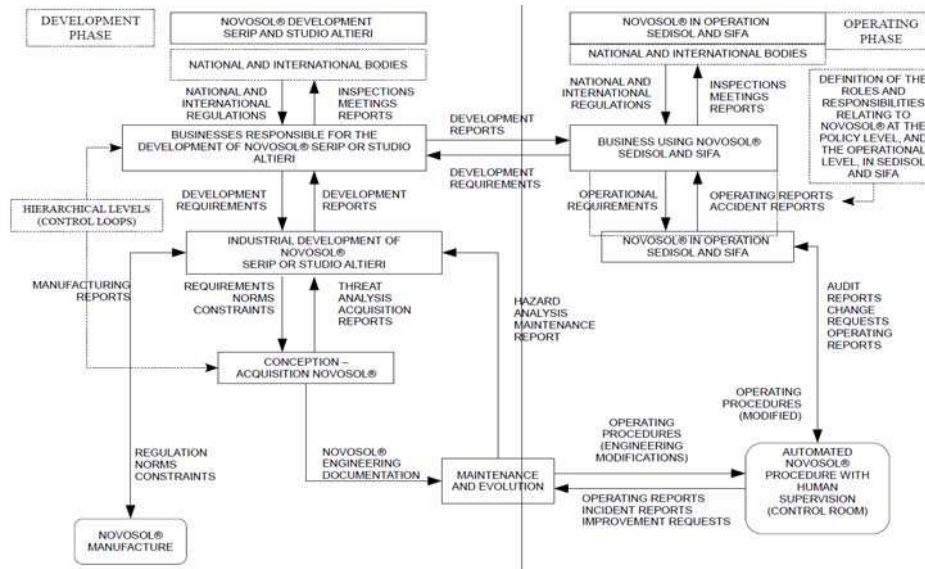 DEVELOPMENT
PHASE
NOVOSOL® DEVELOPMENT
SERIP AND STUDIO ALTIERI
NOVOSOL® IN OPERATION
SEDISOL AND SIFA
OPERATING
PHASE
NATIONAL AND INTERNATIONAL BODIES
NATIONAL AND INTERNATIONAL BODIES
NATIONAL AND
INTERNATIONAL
REGULATIONS
INSPECTIONS
MEETINGS
REPORTS
NATIONAL AND
INTERNATIONAL
REGULATIONS
INSPECTIONS
MEETINGS
REPORTS
DEFINITION OF THE
ROLES AND
RESPONSIBILITIES
RELATING TO
NOVOSOL® AT THE
POLICY LEVEL, AND
THE OPERATIONAL
LEVEL, IN SEDISOL
AND SIFA
BUSINESSES RESPONSIBLE FOR THE
DEVELOPMENT OF NOVOSOL® SERIP OR STUDIO
ALTIERI
DEVELOPMENT
REPORTS
DEVELOPMENT
REQUIREMENTS
BUSINESS USING NOVOSOL®
SEDISOL AND SIFA
DEVELOPMENT
REQUIREMENTS
DEVELOPMENT
REPORTS
OPERATIONAL
REQUIREMENTS
OPERATING REPORTS
ACCIDENT REPORTS
HIERARCHICAL LEVELS
(CONTROL LOOPS)
INDUSTRIAL DEVELOPMENT OF
NOVOSOL®
SERIP OR STUDIO ALTIERI
NOVOSOL® IN OPERATION
SEDISOL AND SIFA
MANUFACTURING
REPORTS
REQUIREMENTS
NORMS
CONSTRAINTS
THREAT
ANALYSIS
ACQUISITION
REPORTS
HAZARD
ANALYSIS
MAINTENANCE
REPORT
AUDIT
REPORTS
CHANGE
REQUESTS
OPERATING
REPORTS
CONCEPTION –
ACQUISITION NOVOSOL®
OPERATING
PROCEDURES
(MODIFIED)
REGULATION
NORMS
CONSTRAINTS
NOVOSOL®
ENGINEERING
DOCUMENTATION
MAINTENANCE
AND EVOLUTION
OPERATING
PROCEDURES
(ENGINEERING
MODIFICATIONS)
OPERATING REPORTS
INCIDENT REPORTS
IMPROVEMENT REQUESTS
AUTOMATED
NOVOSOL®
PROCEDURE WITH
HUMAN
SUPERVISION
(CONTROL ROOM)
NOVOSOL®
MANUFACTURE